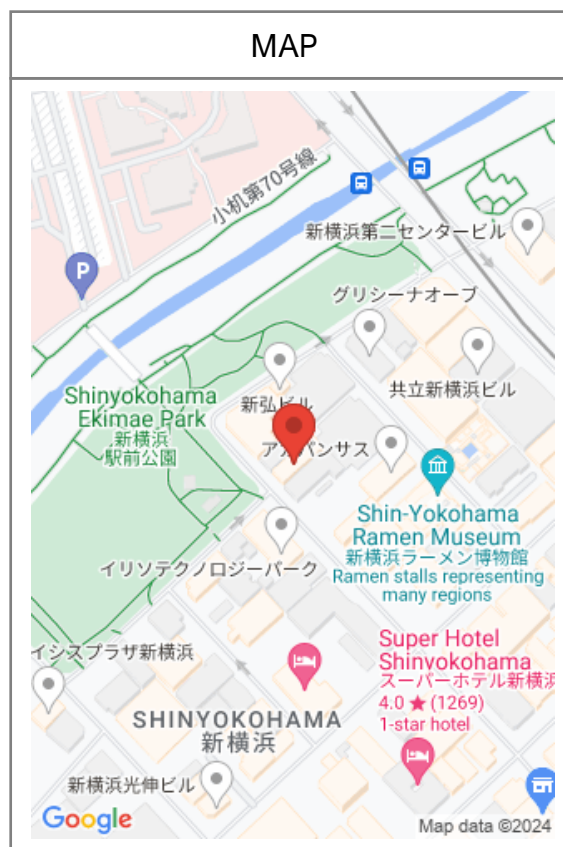 MAP
小机第70号線
P
新横浜第二センタービル
グリシーナオーブ
共立新横浜ビル
Shinyokohama
Ekimae Park
新横浜
駅前公園
新弘ビル
パンサス
Shin-Yokohama
Ramen Museum
新横浜ラーメン博物館
Ramen stalls representing
many regions
イリソテクノロジーパーク
イシスプラザ新横浜
Super Hotel
Shinyokohama
スーパーホテル新横浜
4.0 ★ (1269)
1-star hotel
SHINYOKOHAMA
新横浜
新横浜光伸ビル
Google
Map data ©2024